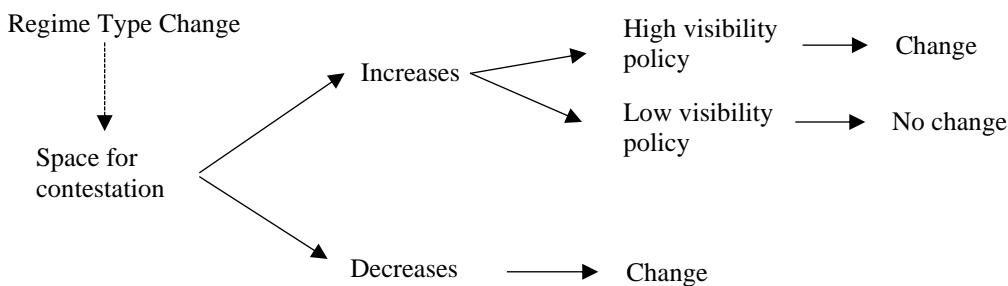 Regime Type Change
High visibility
policy
Change
Increases
Low visibility
policy
No change
Space for
contestation
Decreases
Change